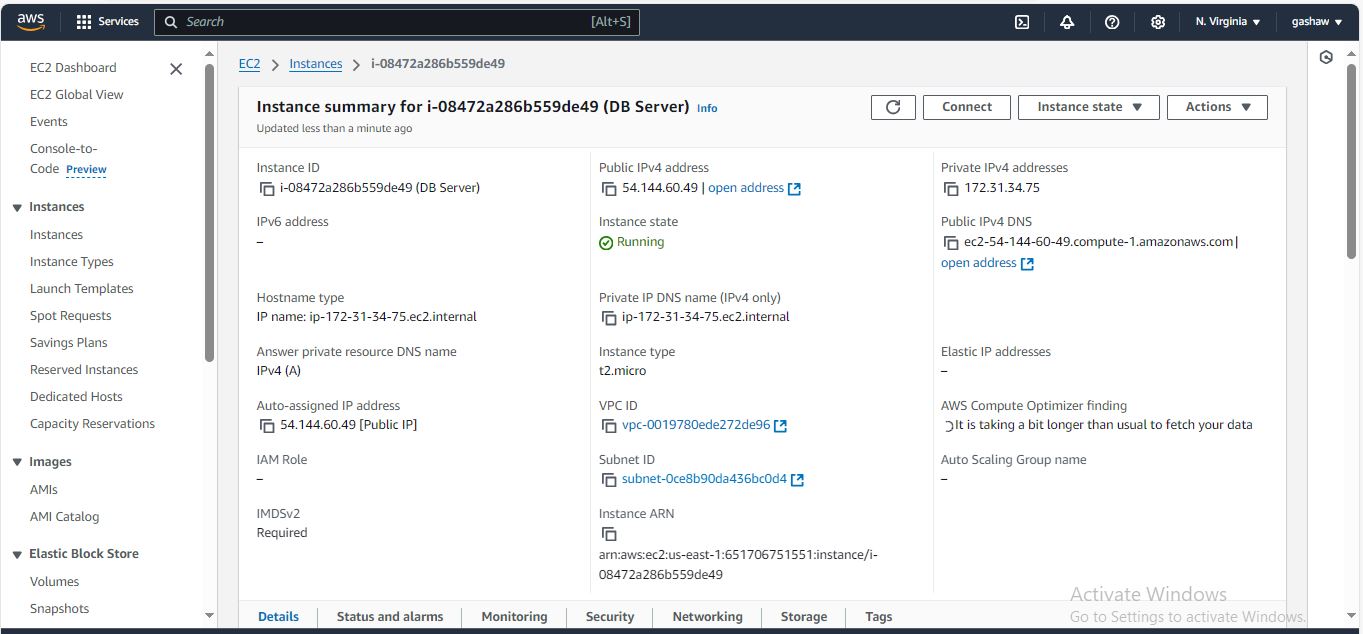 aws
Services
Search
[Alt+S]
N. Virginia
gashaw
EC2 Dashboard
EC2 Global View
Events
Console-to-
Code Preview
Instances
Instances
Instance Types
Launch Templates
Spot Requests
Savings Plans
Reserved Instances
Dedicated Hosts
Capacity Reservations
Images
AMIs
AMI Catalog
Elastic Block Store
Volumes
Snapshots
EC2 > Instances > i-08472a286b559de49
Instance summary for i-08472a286b559de49 (DB Server) Info
Updated less than a minute ago
Connect
Instance state
Actions
Instance ID
i-08472a286b559de49 (DB Server)
Public IPv4 address
54.144.60.49 | open address
Private IPv4 addresses
172.31.34.75
IPv6 address
–
Instance state
Running
Public IPv4 DNS
ec2-54-144-60-49.compute-1.amazonaws.com |
open address
Hostname type
IP name: ip-172-31-34-75.ec2.internal
Private IP DNS name (IPv4 only)
ip-172-31-34-75.ec2.internal
Answer private resource DNS name
IPv4 (A)
Instance type
t2.micro
Elastic IP addresses
–
Auto-assigned IP address
54.144.60.49 [Public IP]
VPC ID
vpc-0019780ede272de96
AWS Compute Optimizer finding
It is taking a bit longer than usual to fetch your data
IAM Role
–
Subnet ID
subnet-0ce8b90da436bc0d4
Auto Scaling Group name
–
IMDSv2
Required
Instance ARN
arn:aws:ec2:us-east-1:651706751551:instance/i-
08472a286b559de49
Details
Status and alarms
Monitoring
Security
Networking
Storage
Tags
Activate Windows
Go to Settings to activate Windows.